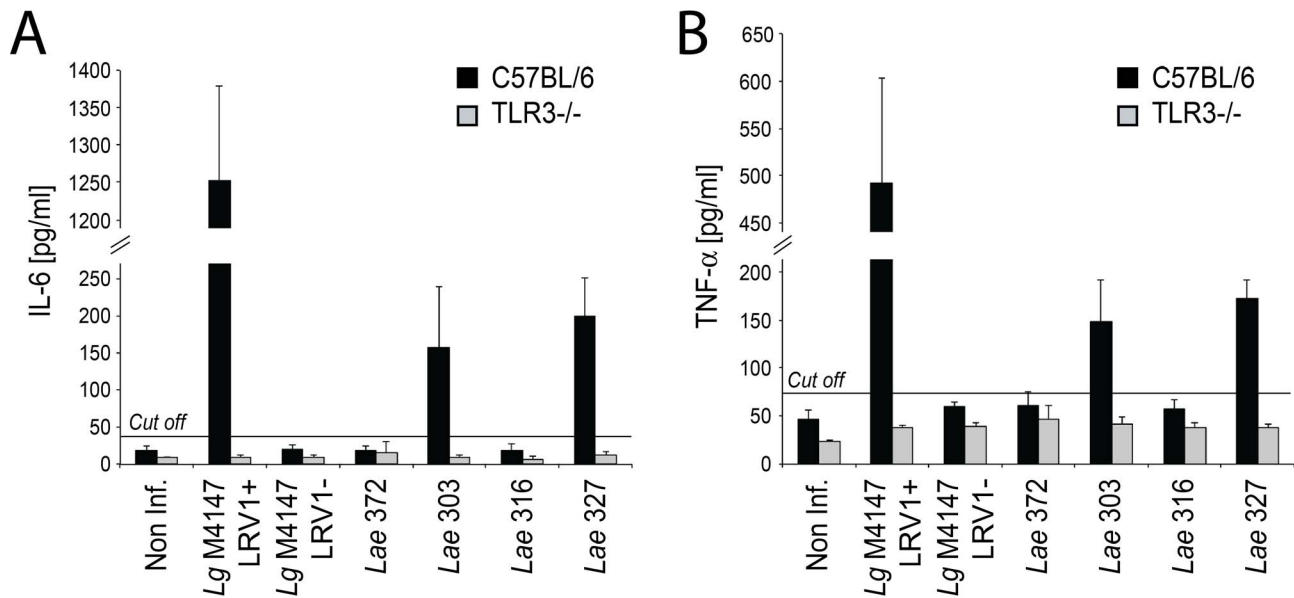 A
IL-6 [pg/ml]
1400
1350
1300
1250
1200
250
200
150
100
50
0
C57BL/6
TLR3-/-
Cut off
Non Inf.
Lg M4147
LRV1+
Lg M4147
LRV1-
Lae 372
Lae 303
Lae 316
Lae 327
B
TNF-α [pg/ml]
650
600
550
500
450
200
150
100
50
0
C57BL/6
TLR3-/-
Cut off
Non Inf.
Lg M4147
LRV1+
Lg M4147
LRV1-
Lae 372
Lae 303
Lae 316
Lae 327